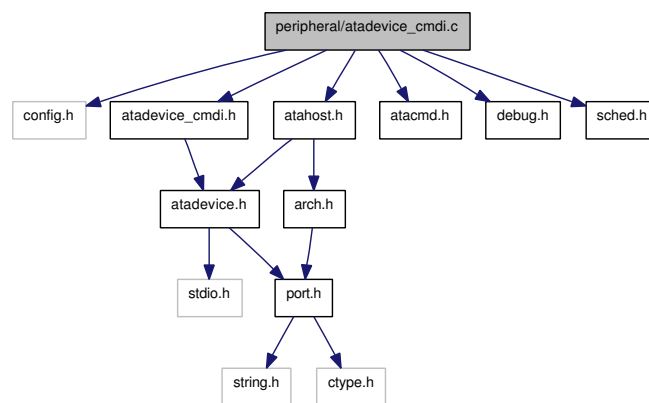 peripheral/atadevice_cmdi.c
config.h
atadevice_cmdi.h
atahost.h
atacmd.h
debug.h
sched.h
atadevice.h
arch.h
stdio.h
port.h
string.h
ctype.h